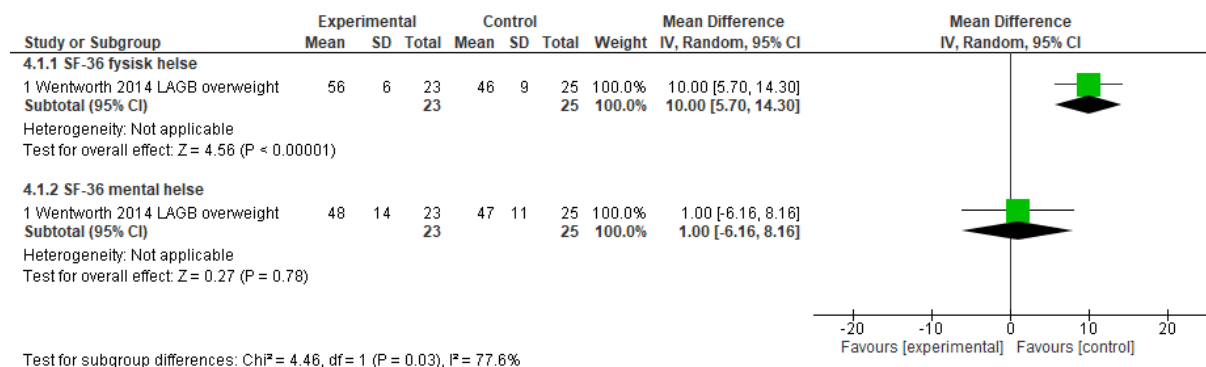 Experimental Control Mean Difference Mean Difference
Study or Subgroup Mean SD Total Mean SD Total Weight IV, Random, 95% CI IV, Random, 95% CI
4.1.1 SF-36 fysisk helse
1 Wentworth 2014 LAGB overweight 56 6 23 46 9 25 100.0% 10.00 [5.70, 14.30]
Subtotal (95% CI) 23 25 100.0% 10.00 [5.70, 14.30]
Heterogeneity: Not applicable
Test for overall effect: Z = 4.56 (P < 0.00001)
4.1.2 SF-36 mental helse
1 Wentworth 2014 LAGB overweight 48 14 23 47 11 25 100.0% 1.00 [-6.16, 8.16]
Subtotal (95% CI) 23 25 100.0% 1.00 [-6.16, 8.16]
Heterogeneity: Not applicable
Test for overall effect: Z = 0.27 (P = 0.78)
-20 -10 0 10 20
Favours [experimental] Favours [control]
Test for subgroup differences: Chi² = 4.46, df = 1 (P = 0.03), I² = 77.6%